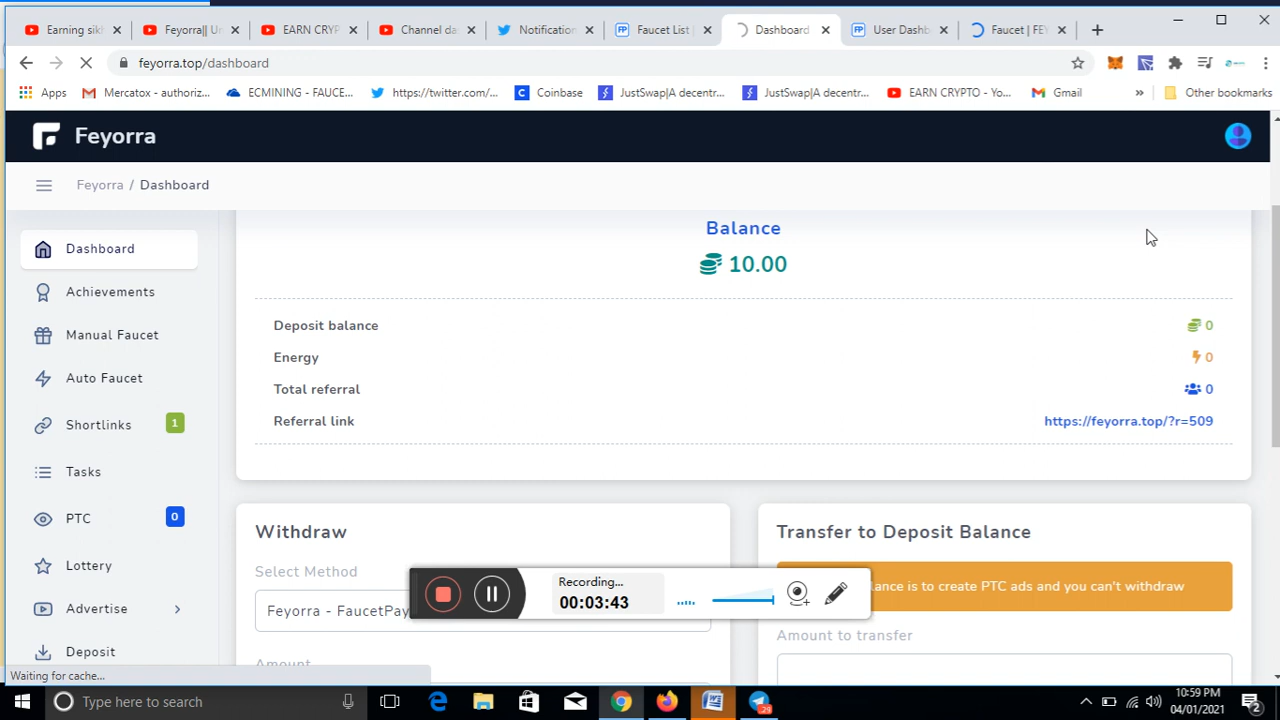 Earning sikh
Feyorra|| U
EARN CRYP
Channel da
Notification
Faucet List |
Dashboard
User Dashb
Faucet | FEY
feyorra.top/dashboard
Apps
Mercatox - authoriz...
ECMINING - FAUCE...
https://twitter.com/...
Coinbase
JustSwap|A decentr...
JustSwap|A decentr...
EARN CRYPTO - Yo...
Gmail
»
Other bookmarks
Feyorra
Feyorra / Dashboard
Dashboard
Achievements
Manual Faucet
Auto Faucet
Shortlinks 1
Tasks
PTC 0
Lottery
Advertise
Deposit
Balance
10.00
Deposit balance 0
Energy 0
Total referral 0
Referral link https://feyorra.top/?r=509
Withdraw
Select Method
Feyorra - FaucetPay
Amount
Transfer to Deposit Balance
lance is to create PTC ads and you can't withdraw
Amount to transfer
Recording...
00:03:43
Waiting for cache...
Type here to search
29
10:59 PM
04/01/2021
2